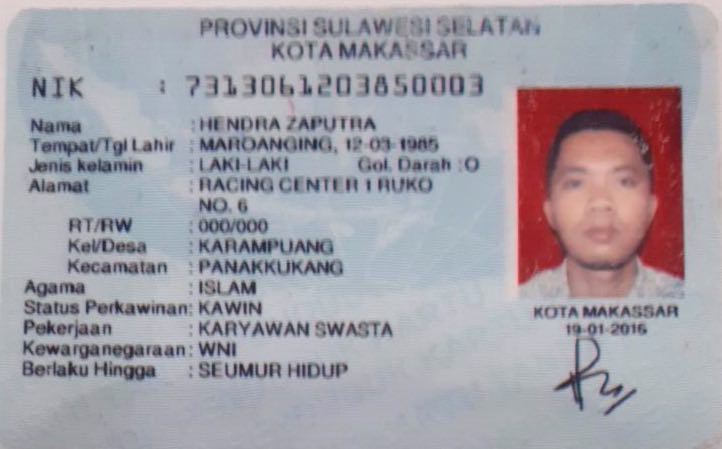 PROVINSI SULAWESI SELATAN
KOTA MAKASSAR
NIK : 7313061203850003
Nama : HENDRA ZAPUTRA
Tempat/Tgl Lahir : MAROANGING, 12-03-1985
Jenis kelamin : LAKI-LAKI Gol. Darah :O
Alamat : RACING CENTER 1 RUKO
NO. 6
RT/RW : 000/000
Kel/Desa : KARAMPUANG
Kecamatan : PANAKKUKANG
Agama : ISLAM
Status Perkawinan: KAWIN
Pekerjaan : KARYAWAN SWASTA
Kewarganegaraan: WNI
Berlaku Hingga : SEUMUR HIDUP
KOTA MAKASSAR
19-01-2016